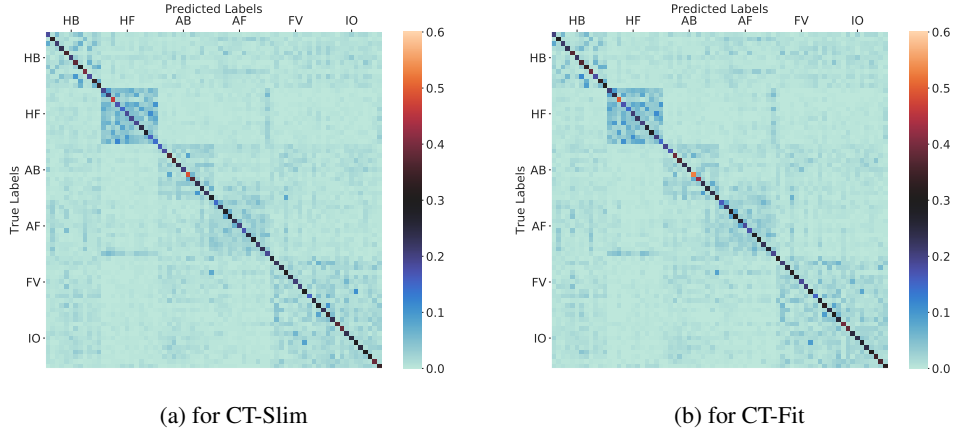 Predicted Labels
HB HF AB AF FV IO
True Labels
HB
HF
AB
AF
FV
IO
0.6
0.5
0.4
0.3
0.2
0.1
0.0
(a) for CT-Slim
Predicted Labels
HB HF AB AF FV IO
True Labels
HB
HF
AB
AF
FV
IO
0.6
0.5
0.4
0.3
0.2
0.1
0.0
(b) for CT-Fit